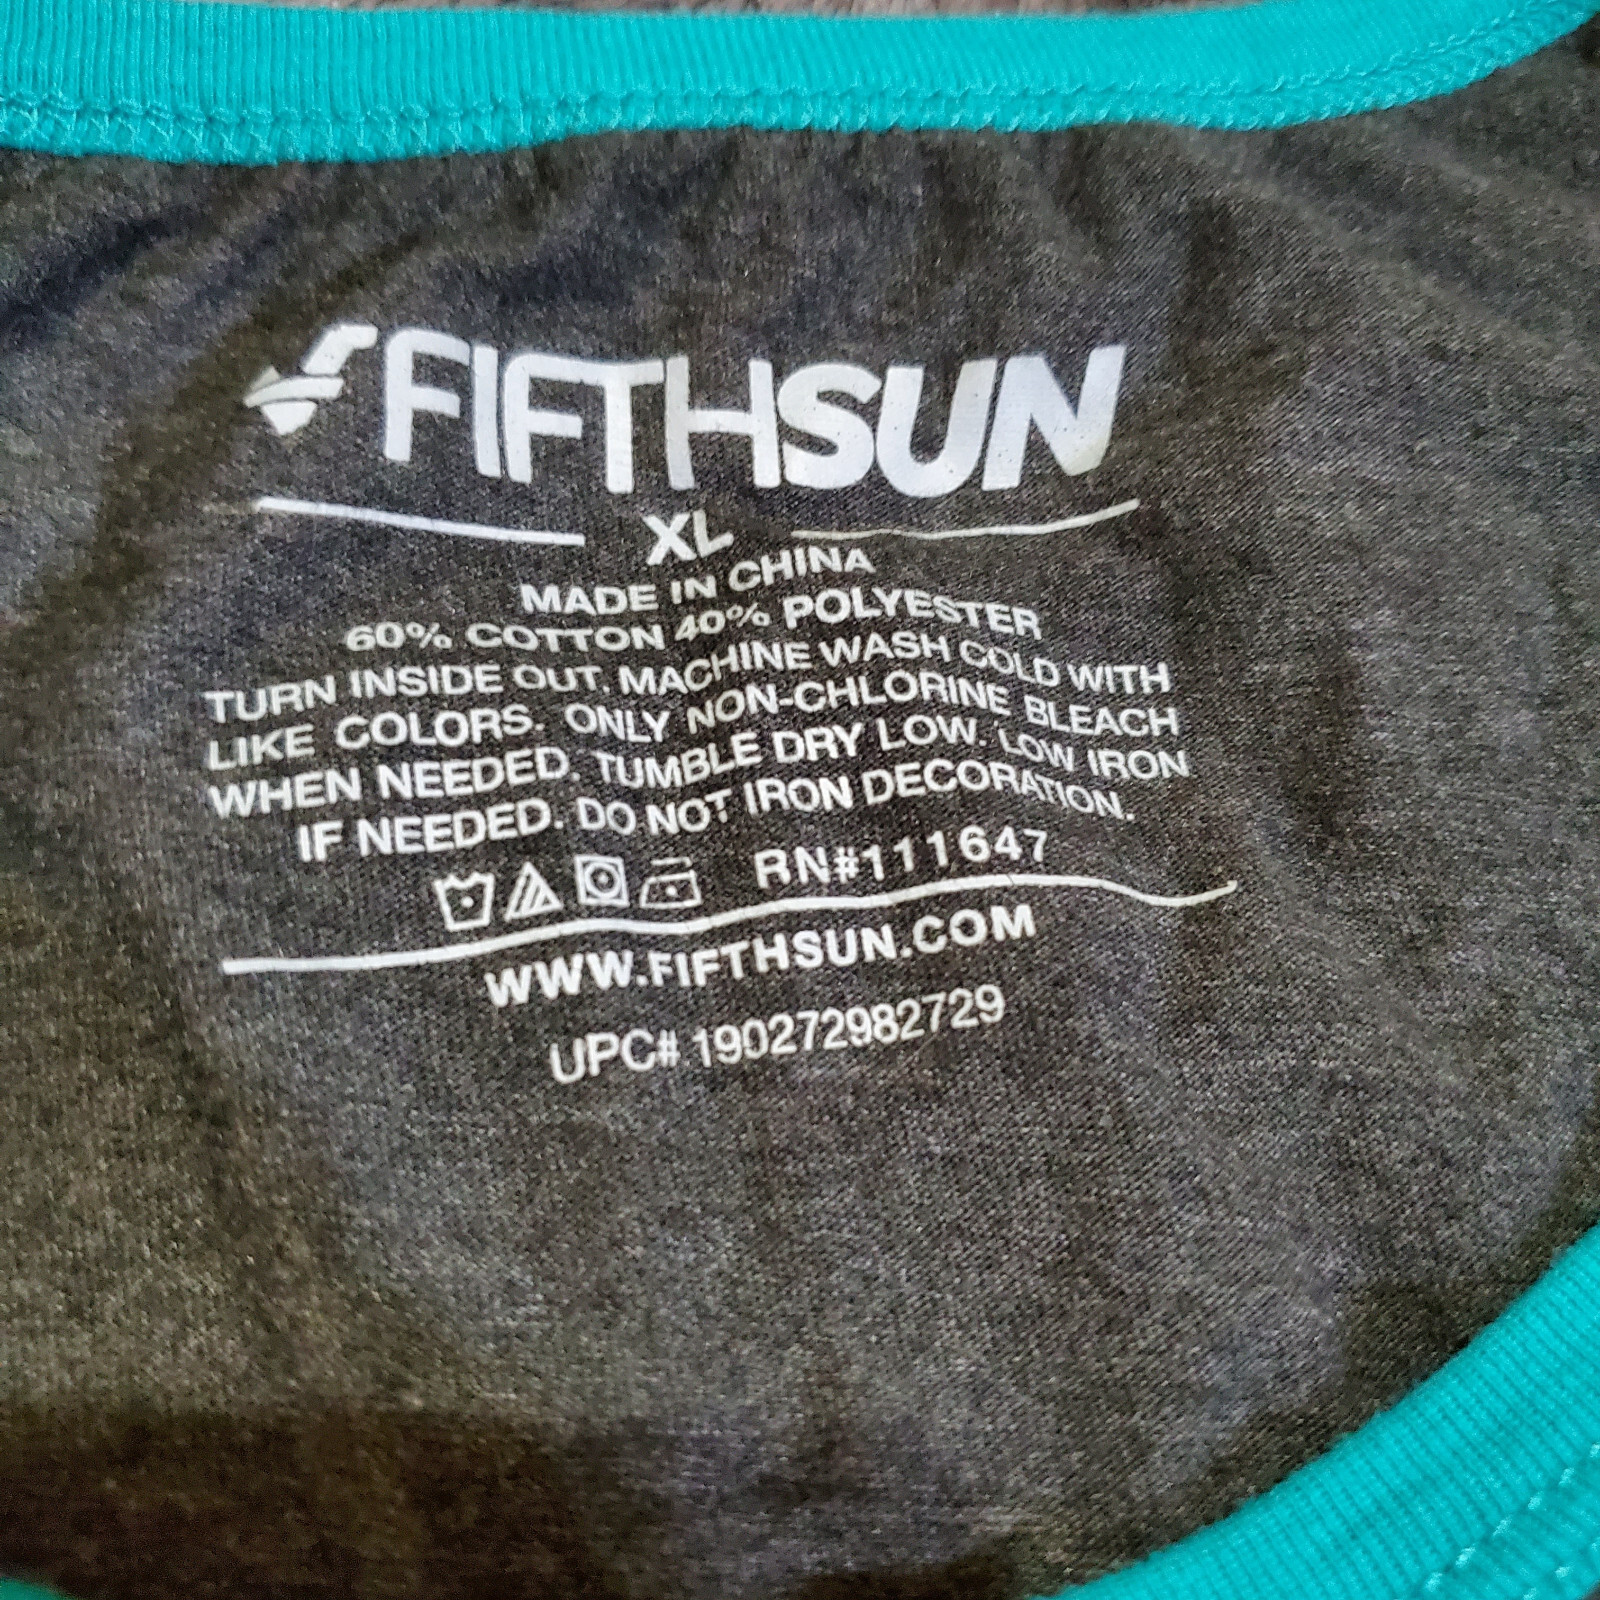 FIFTHSUN
XL
MADE IN CHINA
60% COTTON 40% POLYESTER
TURN INSIDE OUT. MACHINE WASH COLD WITH
LIKE COLORS. ONLY NON-CHLORINE BLEACH
WHEN NEEDED. TUMBLE DRY LOW. LOW IRON
IF NEEDED. DO NOT IRON DECORATION.
RN#111647
WWW.FIFTHSUN.COM
UPC# 190272982729